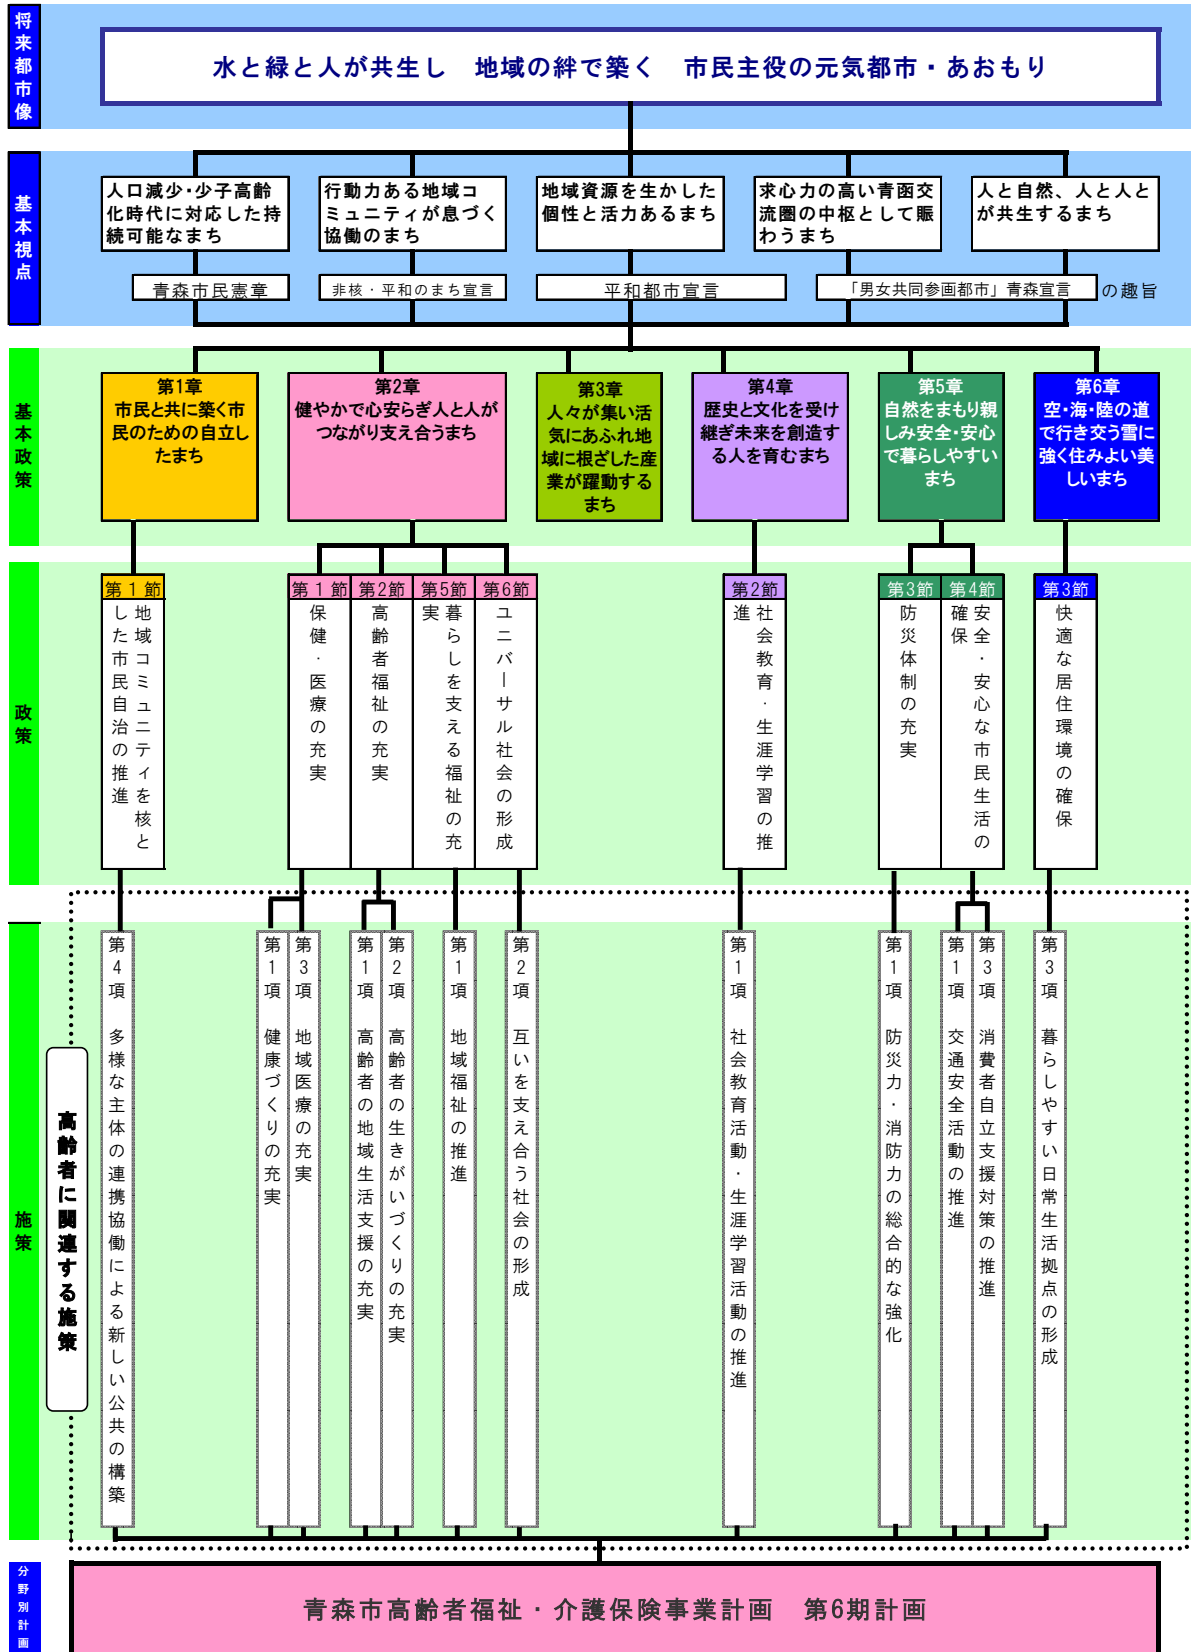 将来都市像
水と緑と人が共生し　地域の絆で築く　市民主役の元気都市・あおもり
基本視点
人口減少・少子高齢
化時代に対応した持
続可能なまち
行動力ある地域コ
ミュニティが息づく
協働のまち
地域資源を生かした
個性と活力あるまち
求心力の高い青函交
流圏の中枢として賑
わうまち
人と自然、人と人と
が共生するまち
青森市民憲章
非核・平和のまち宣言
平和都市宣言
「男女共同参画都市」青森宣言
の趣旨
基本政策
第1章
市民と共に築く市
民のための自立し
たまち
第2章
健やかで心安らぎ人と人が
つながり支え合うまち
第3章
人々が集い活
気にあふれ地
域に根ざした産
業が躍動する
まち
第4章
歴史と文化を受け
継ぎ未来を創造す
る人を育むまち
第5章
自然をまもり親
しみ安全・安心
で暮らしやすい
まち
第6章
空・海・陸の道
で行き交う雪に
強く住みよい美
しいまち
政策
第1節
地域コミュニティを核と
した市民自治の推進
第1節
保健・医療の充実
第2節
高齢者福祉の充実
第5節
暮らしを支える福祉の充
実
第6節
ユニバーサル社会の形成
第2節
社会教育・生涯学習の推
進
第3節
防災体制の充実
第4節
安全・安心な市民生活の
確保
第3節
快適な居住環境の確保
施策
高齢者に関連する施策
第4項　多様な主体の連携協働による新しい公共の構築
第1項　健康づくりの充実
第3項　地域医療の充実
第1項　高齢者の地域生活支援の充実
第2項　高齢者の生きがいづくりの充実
第1項　地域福祉の推進
第2項　互いを支え合う社会の形成
第1項　社会教育活動・生涯学習活動の推進
第1項　防災力・消防力の総合的な強化
第1項　交通安全活動の推進
第3項　消費者自立支援対策の推進
第3項　暮らしやすい日常生活拠点の形成
分野別計画
青森市高齢者福祉・介護保険事業計画　第6期計画